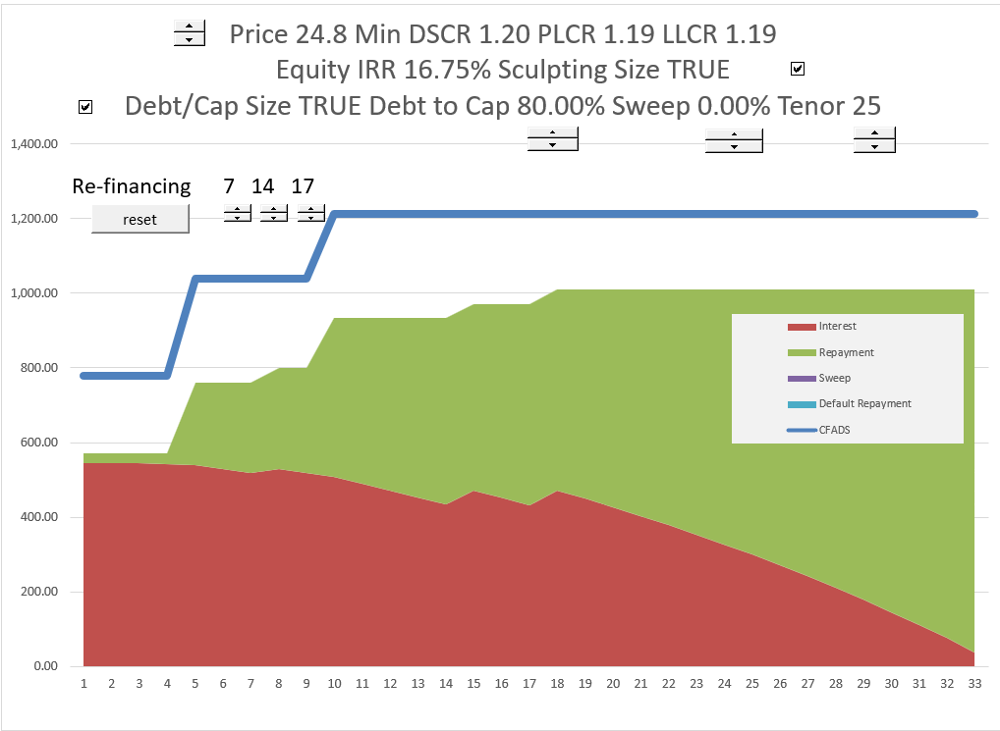 Price 24.8 Min DSCR 1.20 PLCR 1.19 LLCR 1.19
Equity IRR 16.75% Sculpting Size TRUE
Debt/Cap Size TRUE Debt to Cap 80.00% Sweep 0.00% Tenor 25
1,400.00
Re-financing 7 14 17
reset
1,200.00
1,000.00
800.00
600.00
400.00
200.00
0.00
Interest
Repayment
Sweep
Default Repayment
CFADS
1 2 3 4 5 6 7 8 9 10 11 12 13 14 15 16 17 18 19 20 21 22 23 24 25 26 27 28 29 30 31 32 33